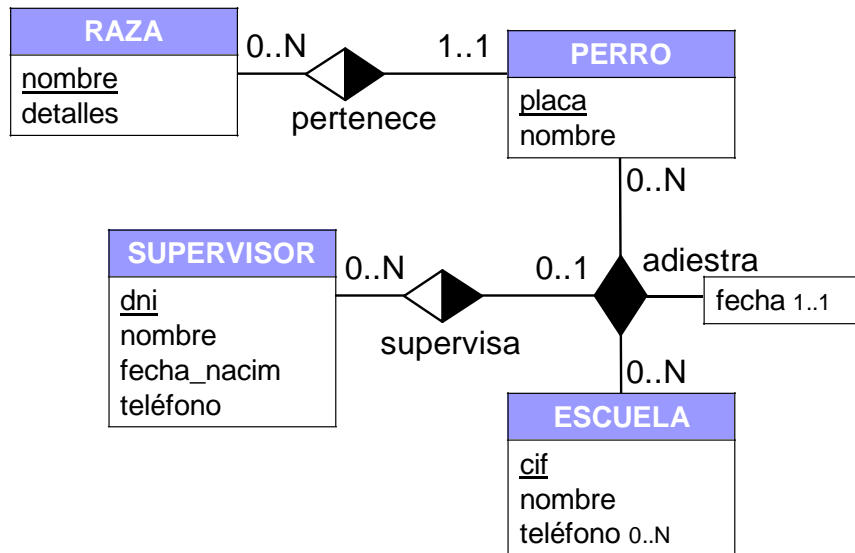 RAZA
nombre
detalles
0..N
1..1
pertenece
PERRO
placa
nombre
0..N
SUPERVISOR
dni
nombre
fecha_nacim
teléfono
0..N
0..1
supervisa
adiestra
fecha 1..1
0..N
ESCUELA
cif
nombre
teléfono 0..N